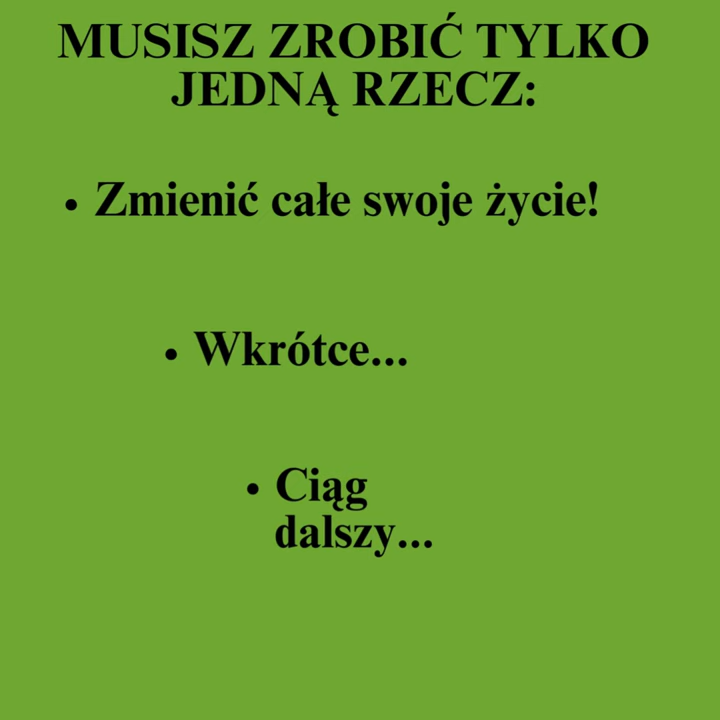 MUSISZ ZROBIĆ TYLKO
JEDNĄ RZECZ:
• Zmienić całe swoje życie!
• Wkrótce...
• Ciąg
dalszy...